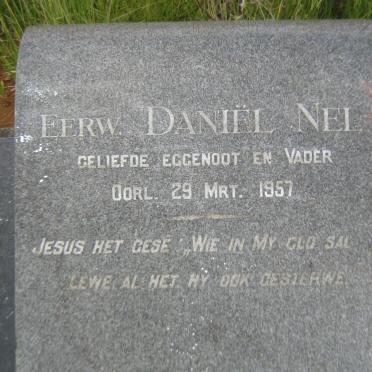 EERW. DANIËL NEL
GELIEFDE EGGENOOT EN VADER
OORL. 29 MRT. 1957
JESUS HET GESE „WIE IN MY GLO SAL
LEWE AL HET HY OOK GESTERWE